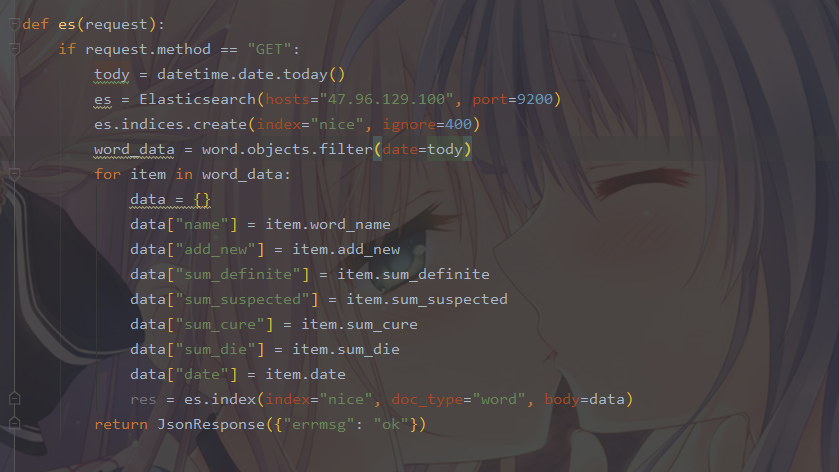 def es(request):
    if request.method == "GET":
        tody = datetime.date.today()
        es = Elasticsearch(hosts="47.96.129.100", port=9200)
        es.indices.create(index="nice", ignore=400)
        word_data = word.objects.filter(date=tody)
        for item in word_data:
            data = {}
            data["name"] = item.word_name
            data["add_new"] = item.add_new
            data["sum_definite"] = item.sum_definite
            data["sum_suspected"] = item.sum_suspected
            data["sum_cure"] = item.sum_cure
            data["sum_die"] = item.sum_die
            data["date"] = item.date
            res = es.index(index="nice", doc_type="word", body=data)
        return JsonResponse({"errmsg": "ok"})